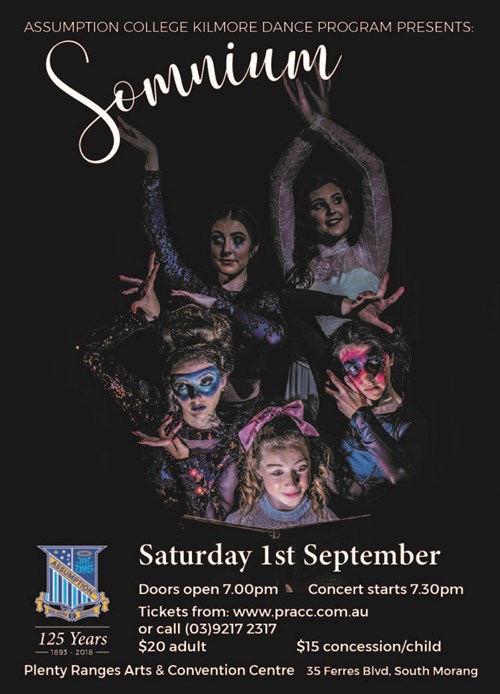 ASSUMPTION COLLEGE KILMORE DANCE PROGRAM PRESENTS:
Somnium
ASSUMPTION
125 Years
1893 - 2018
Saturday 1st September
Doors open 7.00pm Concert starts 7.30pm
Tickets from: www.pracc.com.au
or call (03)9217 2317
$20 adult $15 concession/child
Plenty Ranges Arts & Convention Centre 35 Ferres Blvd, South Morang